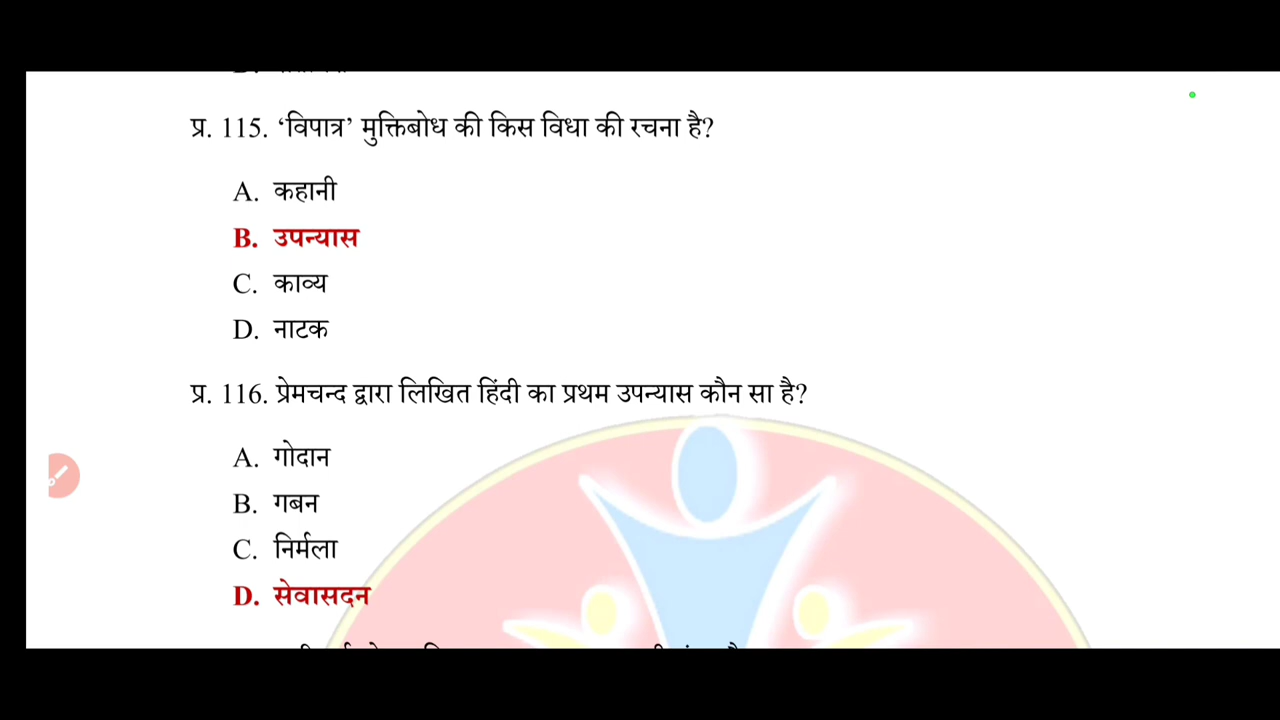 प्र. 115. ‘विपात्र’ मुक्तिबोध की किस विधा की रचना है?
A. कहानी
B. उपन्यास
C. काव्य
D. नाटक
प्र. 116. प्रेमचन्द द्वारा लिखित हिंदी का प्रथम उपन्यास कौन सा है?
A. गोदान
B. गबन
C. निर्मला
D. सेवासदन